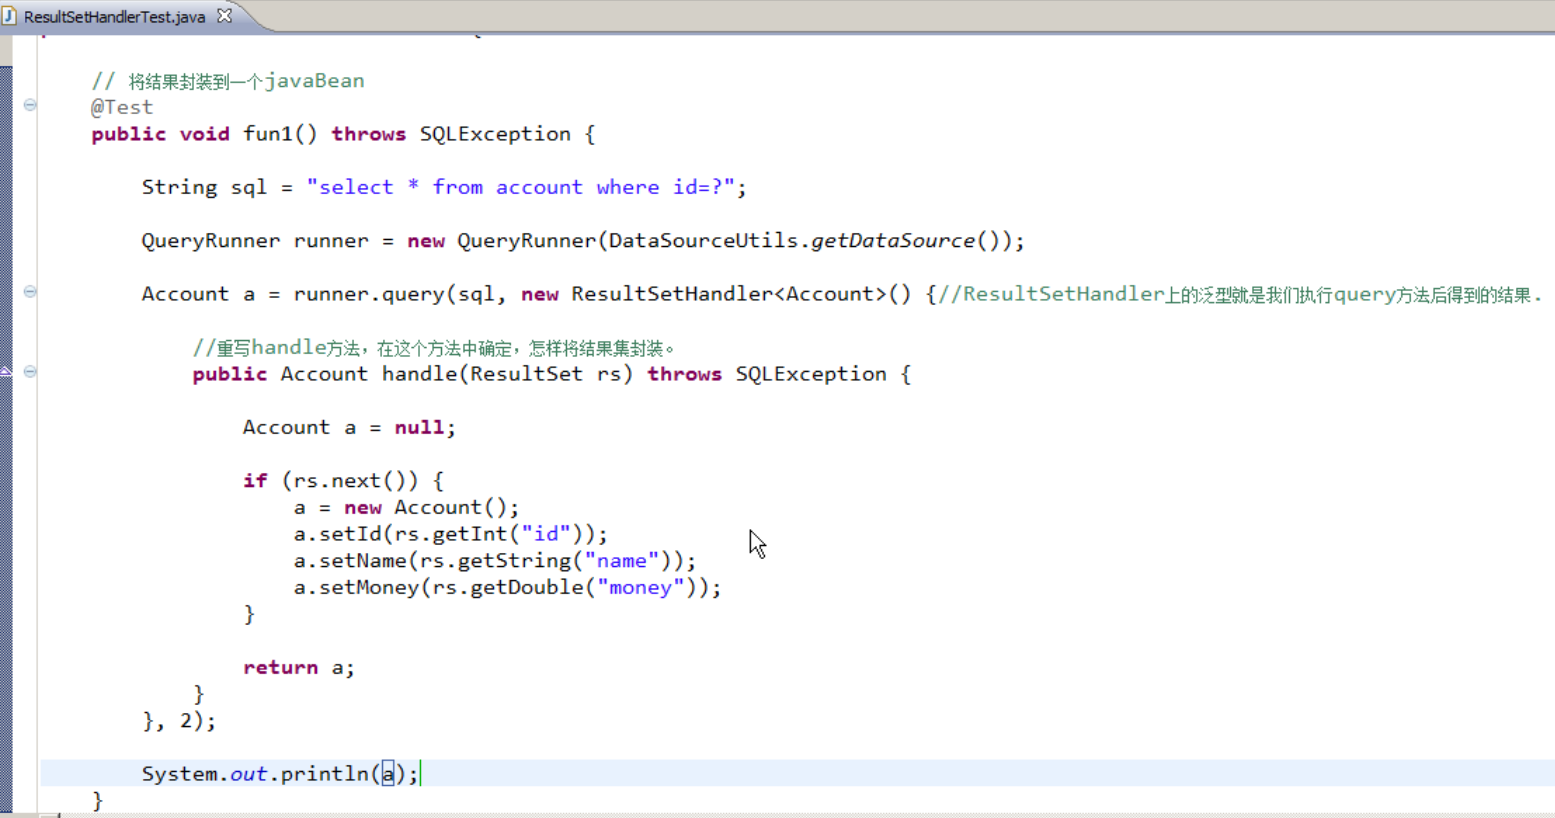 ResultSetHandlerTest.java
// 将结果封装到一个javaBean
@Test
public void fun1() throws SQLException {
String sql = "select * from account where id=?";
QueryRunner runner = new QueryRunner(DataSourceUtils.getDataSource());
Account a = runner.query(sql, new ResultSetHandler<Account>() {//ResultSetHandler上的泛型就是我们执行query方法后得到的结果.
//重写handle方法，在这个方法中确定，怎样将结果集封装。
public Account handle(ResultSet rs) throws SQLException {
Account a = null;
if (rs.next()) {
a = new Account();
a.setId(rs.getInt("id"));
a.setName(rs.getString("name"));
a.setMoney(rs.getDouble("money"));
}
return a;
}
}, 2);
System.out.println(a);
}